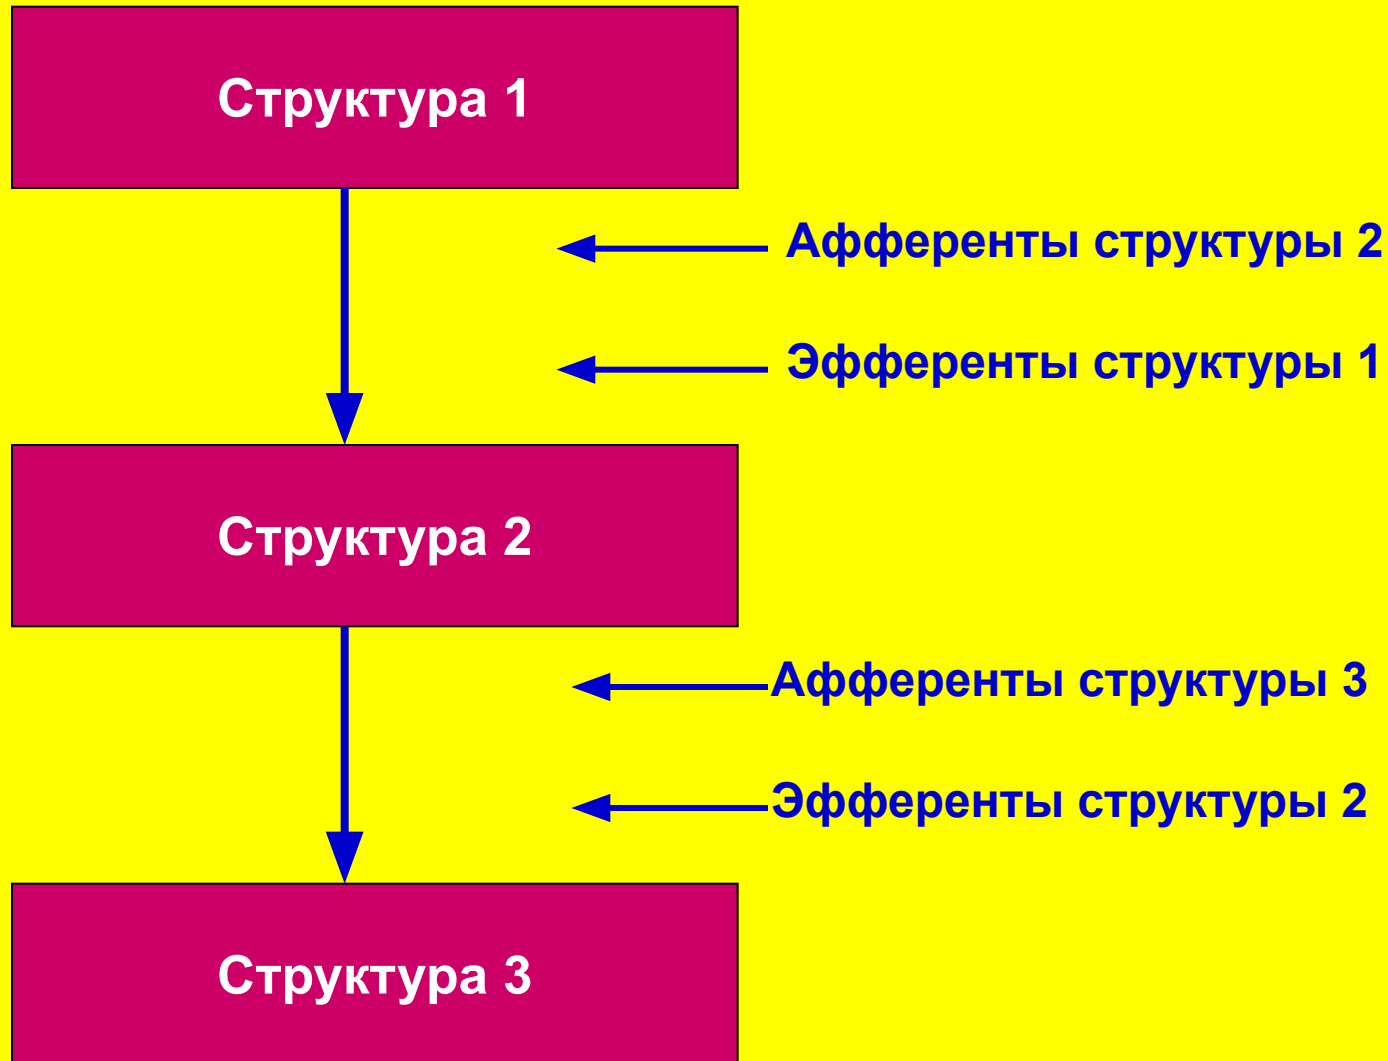 Структура 1
Афференты структуры 2
Эфференты структуры 1
Структура 2
Афференты структуры 3
Эфференты структуры 2
Структура 3